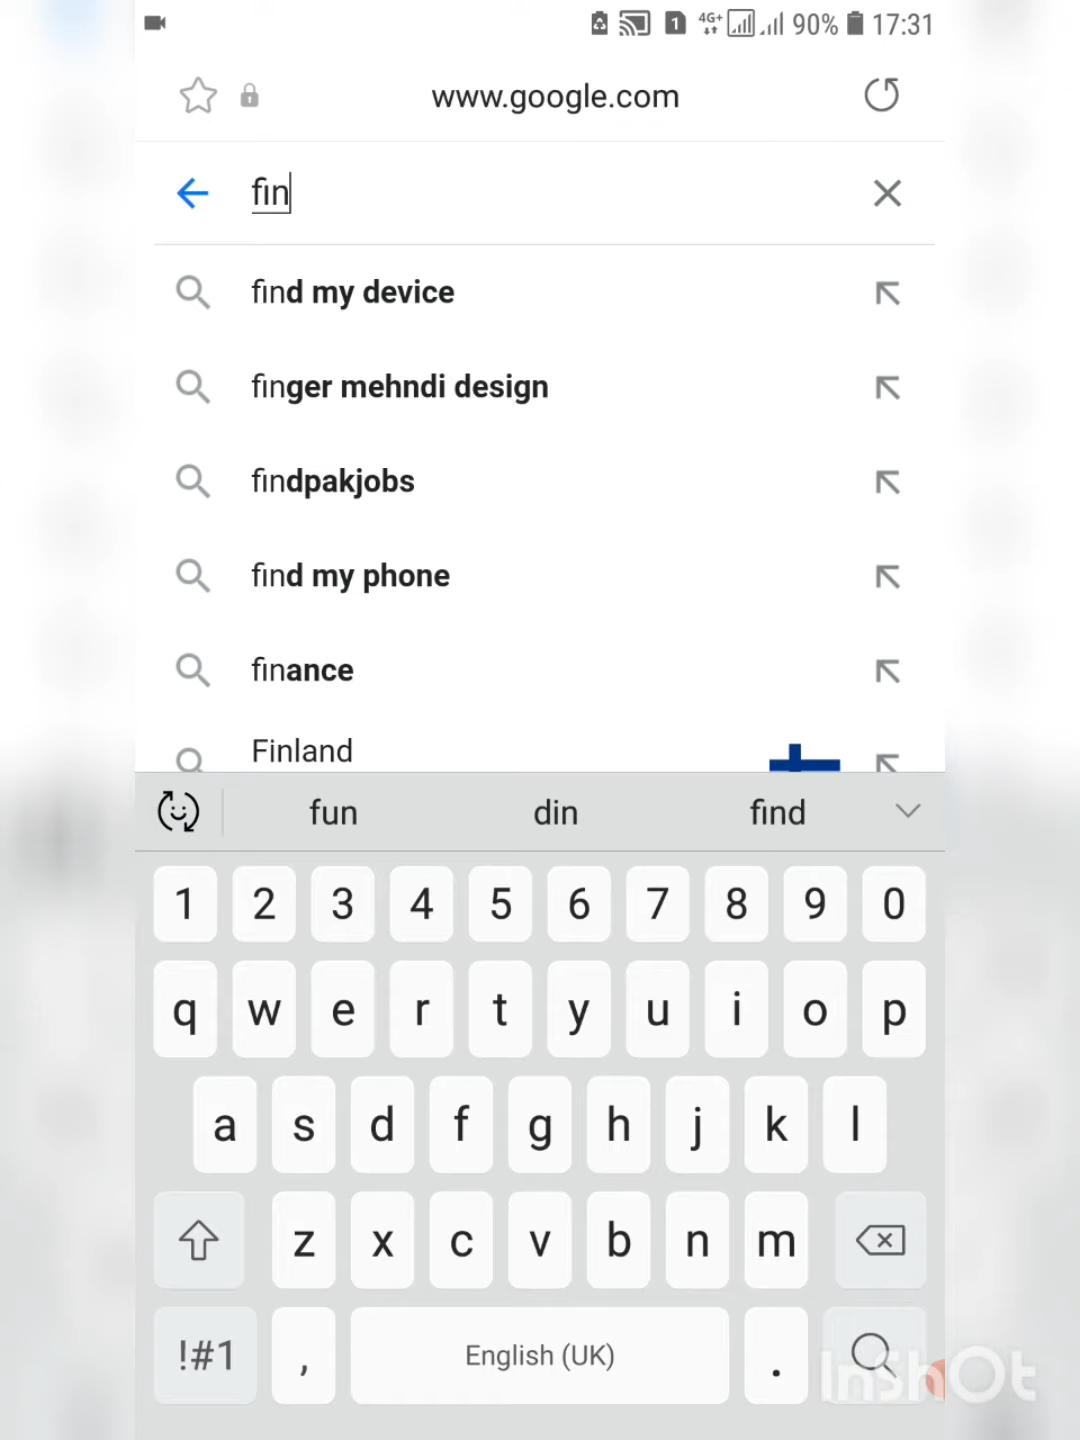 1 4G+ 90% 17:31
www.google.com
fin
find my device
finger mehndi design
findpakjobs
find my phone
finance
Finland
fun din find
1 2 3 4 5 6 7 8 9 0
q w e r t y u i o p
a s d f g h j k l
z x c v b n m
!#1 , English (UK) .
InShOt